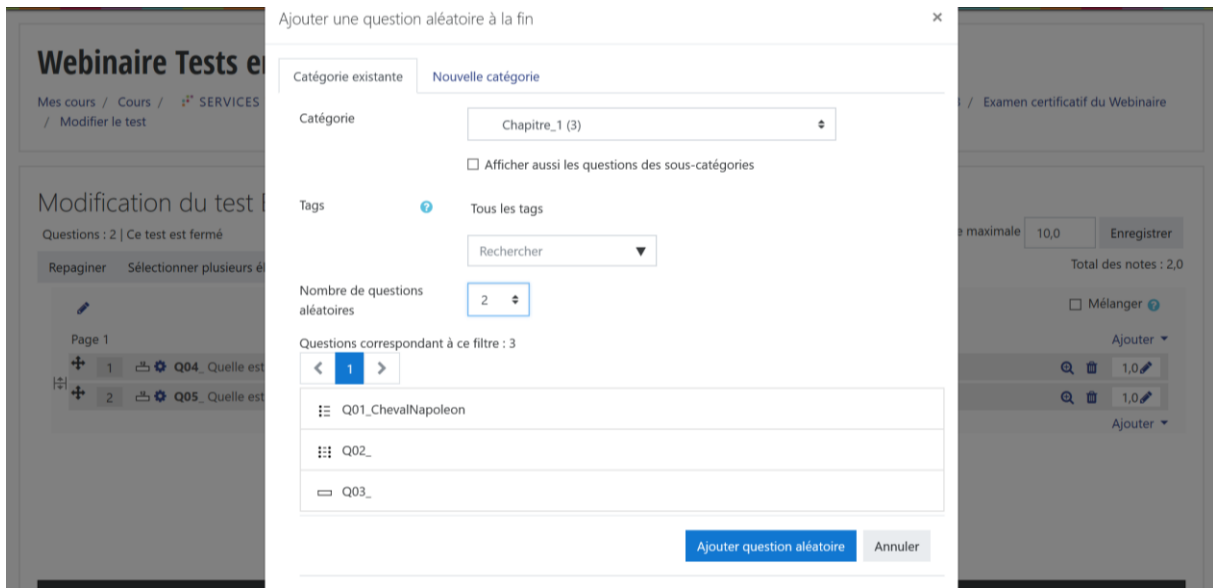 Ajouter une question aléatoire à la fin ×
Webinaire Tests
Catégorie existante Nouvelle catégorie
Mes cours / Cours / SERVICES / Examen certificatif du Webinaire
/ Modifier le test
Catégorie Chapitre_1 (3)
Afficher aussi les questions des sous-catégories
Modification du test
Tags Tous les tags
Questions : 2 | Ce test est fermé maximale 10,0 Enregistrer
Rechercher
Repaginer Sélectionner plusieurs Total des notes : 2,0
Nombre de questions
aléatoires 2
Mélanger
Questions correspondant à ce filtre : 3
Page 1 Ajouter
1
1 Q04_ Quelle est 1,0
2 Q05_ Quelle est 1,0
Q01_ChevalNapoleon
Ajouter
Q02_
Q03_
Ajouter question aléatoire Annuler